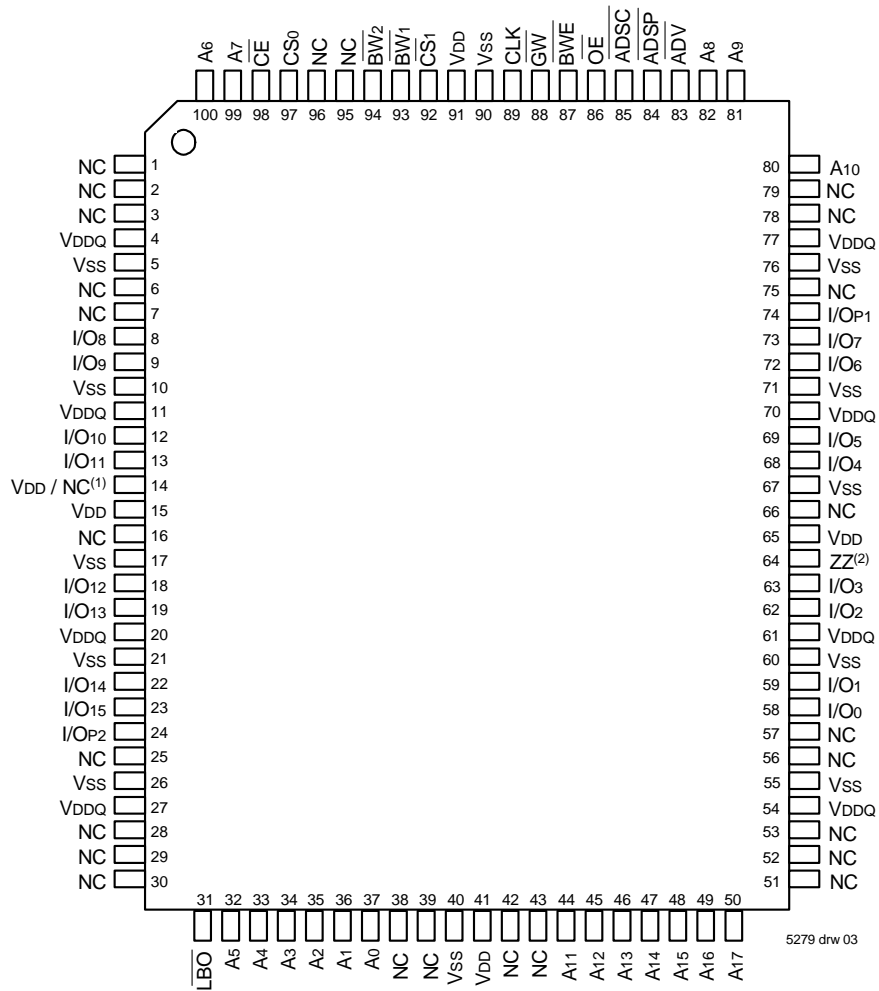 A6 A7 CE CS0 NC NC BW2 BW1 CS1 VDD VSS CLK GW BWE OE ADSC ADSP ADV A8 A9
100 99 98 97 96 95 94 93 92 91 90 89 88 87 86 85 84 83 82 81
NC 1
NC 2
NC 3
VDDQ 4
VSS 5
NC 6
NC 7
I/O8 8
I/O9 9
VSS 10
VDDQ 11
I/O10 12
I/O11 13
VDD / NC(1) 14
VDD 15
NC 16
VSS 17
I/O12 18
I/O13 19
VDDQ 20
VSS 21
I/O14 22
I/O15 23
I/OP2 24
NC 25
VSS 26
VDDQ 27
NC 28
NC 29
NC 30
80 A10
79 NC
78 NC
77 VDDQ
76 VSS
75 NC
74 I/OP1
73 I/O7
72 I/O6
71 VSS
70 VDDQ
69 I/O5
68 I/O4
67 VSS
66 NC
65 VDD
64 ZZ(2)
63 I/O3
62 I/O2
61 VDDQ
60 VSS
59 I/O1
58 I/O0
57 NC
56 NC
55 VSS
54 VDDQ
53 NC
52 NC
51 NC
31 32 33 34 35 36 37 38 39 40 41 42 43 44 45 46 47 48 49 50
LBO A5 A4 A3 A2 A1 A0 NC NC VSS VDD NC NC A11 A12 A13 A14 A15 A16 A17
5279 drw 03